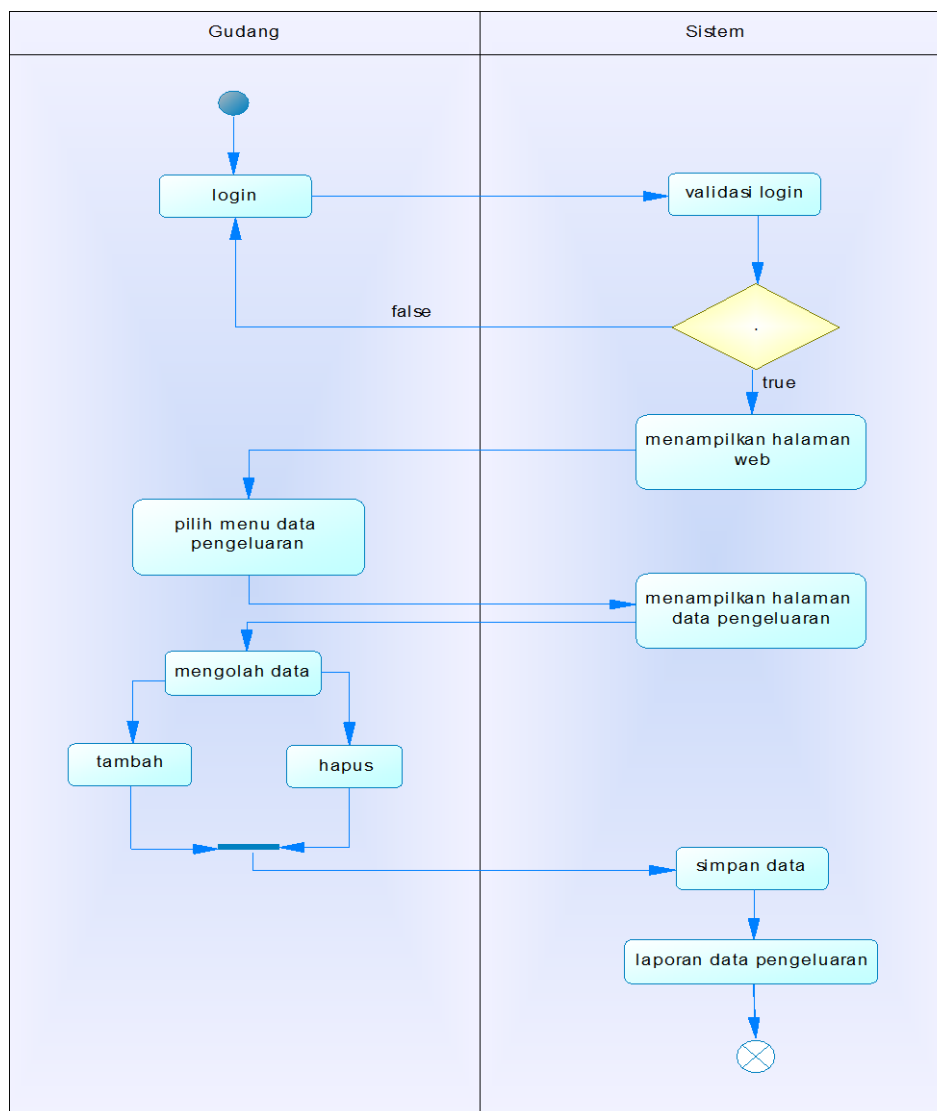 Gudang
Sistem
login
validasi login
false
.
true
menampilkan halaman
web
pilih menu data
pengeluaran
menampilkan halaman
data pengeluaran
mengolah data
tambah
hapus
simpan data
laporan data pengeluaran